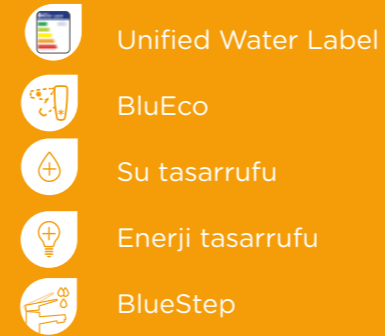 Unified Water Label
BluEco
Su tasarrufu
Enerji tasarrufu
BlueStep